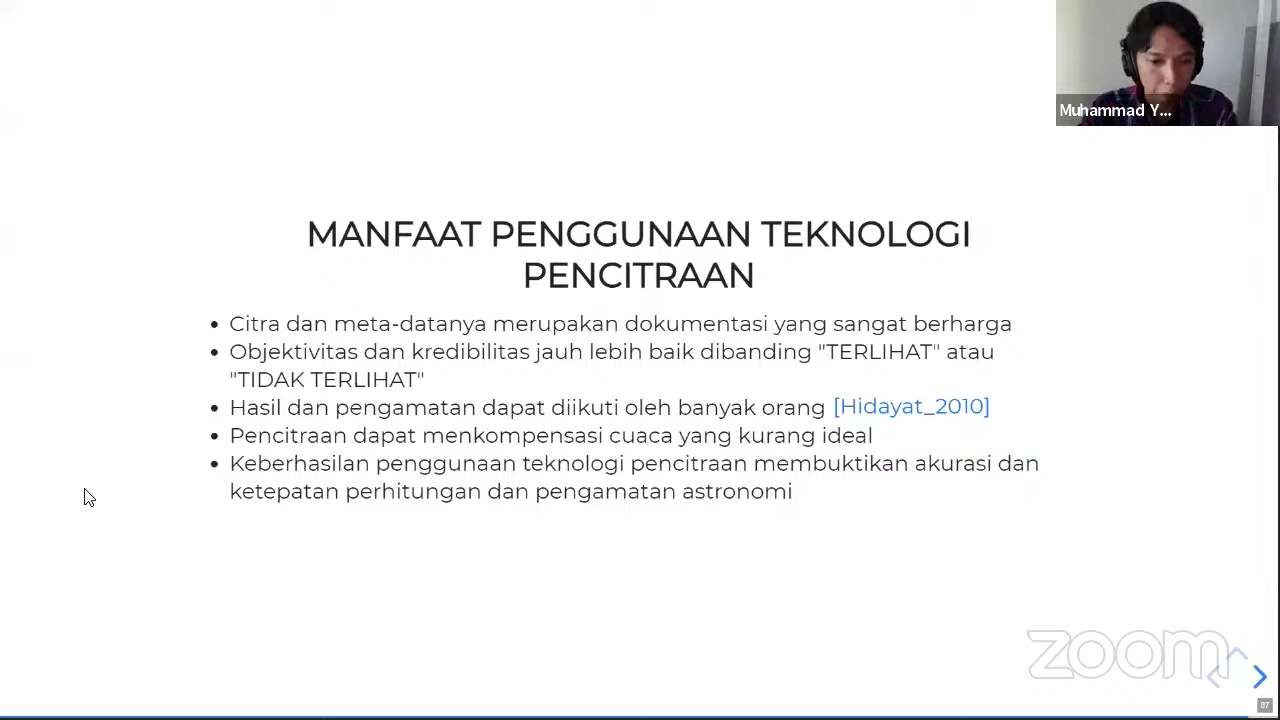 Muhammad Y...
MANFAAT PENGGUNAAN TEKNOLOGI
PENCITRAAN
• Citra dan meta-datanya merupakan dokumentasi yang sangat berharga
• Objektivitas dan kredibilitas jauh lebih baik dibanding "TERLIHAT" atau
"TIDAK TERLIHAT"
• Hasil dan pengamatan dapat diikuti oleh banyak orang [Hidayat_2010]
• Pencitraan dapat menkompensasi cuaca yang kurang ideal
• Keberhasilan penggunaan teknologi pencitraan membuktikan akurasi dan
ketepatan perhitungan dan pengamatan astronomi
zoom